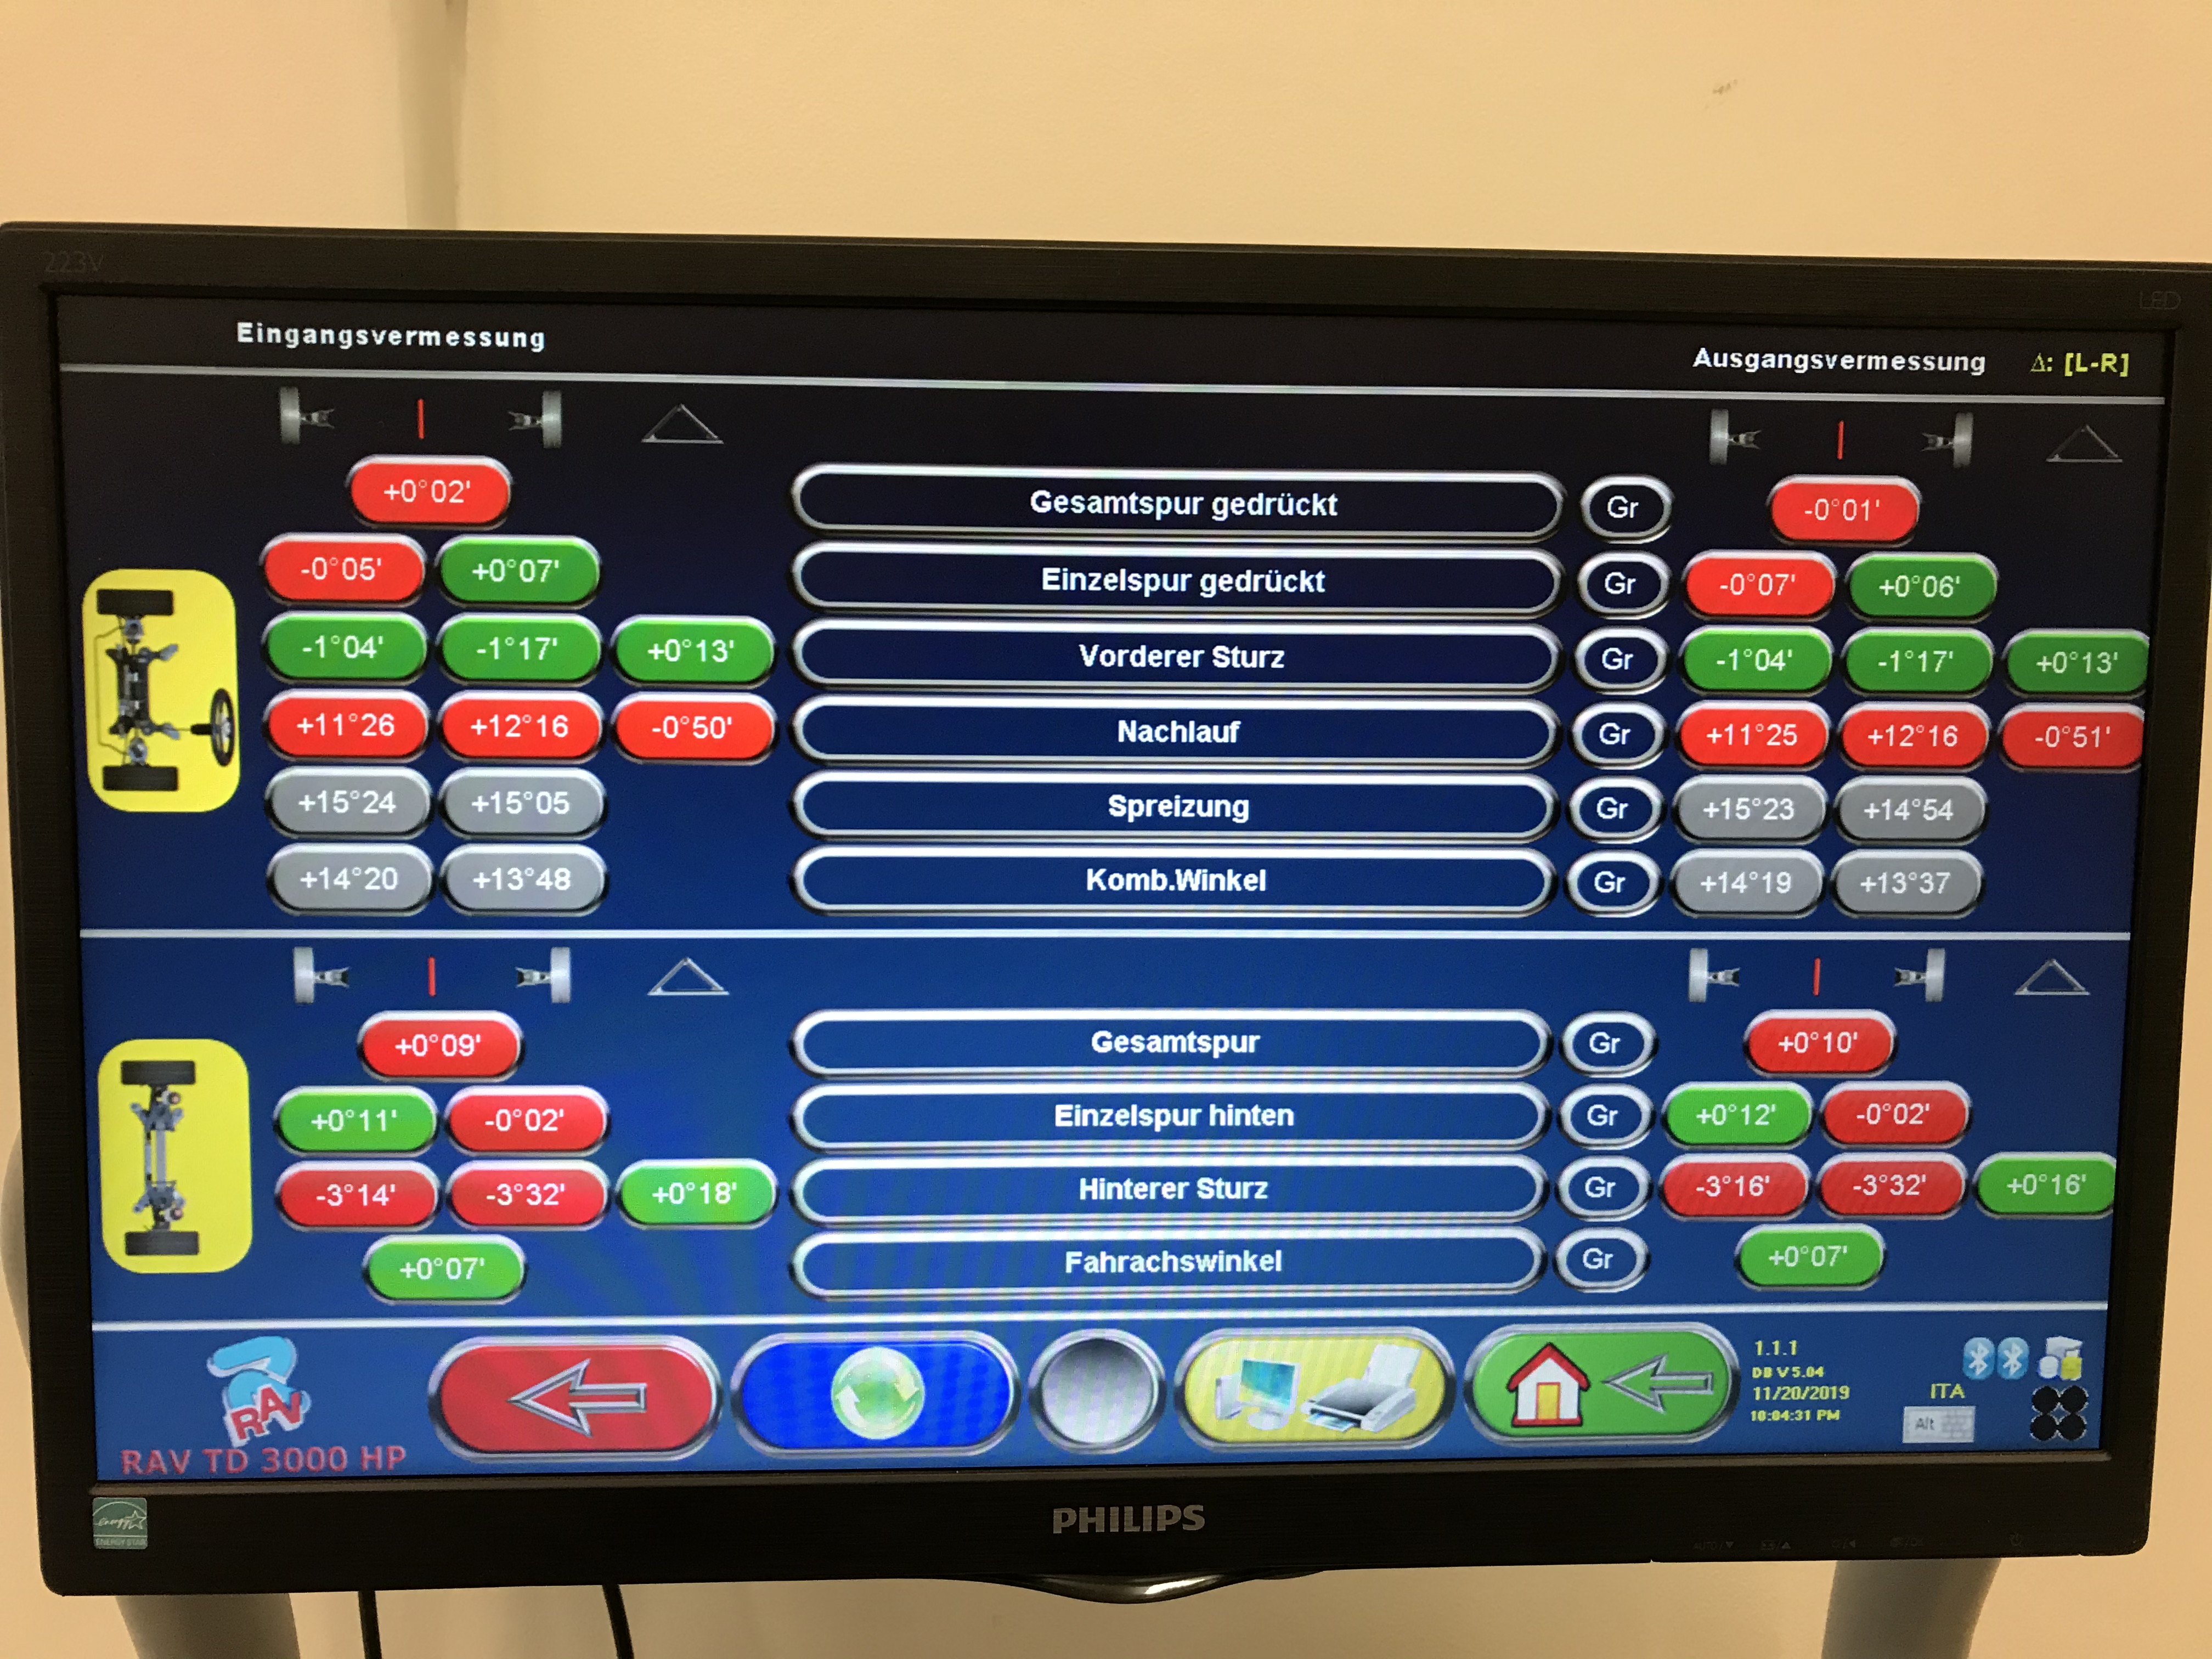 223V
LED
Eingangsvermessung
Ausgangsvermessung Δ: [L-R]
+0°02' Gesamtspur gedrückt Gr -0°01'
-0°05' +0°07' Einzelspur gedrückt Gr -0°07' +0°06'
-1°04' -1°17' +0°13' Vorderer Sturz Gr -1°04' -1°17' +0°13'
+11°26 +12°16 -0°50' Nachlauf Gr +11°25 +12°16 -0°51'
+15°24 +15°05 Spreizung Gr +15°23 +14°54
+14°20 +13°48 Komb.Winkel Gr +14°19 +13°37
+0°09' Gesamtspur Gr +0°10'
+0°11' -0°02' Einzelspur hinten Gr +0°12' -0°02'
-3°14' -3°32' +0°18' Hinterer Sturz Gr -3°16' -3°32' +0°16'
+0°07' Fahrachswinkel Gr +0°07'
RAV
RAV TD 3000 HP
1.1.1
DB V 5.04
11/20/2019
10:04:31 PM
ITA
Alt
energy
ENERGY STAR
PHILIPS